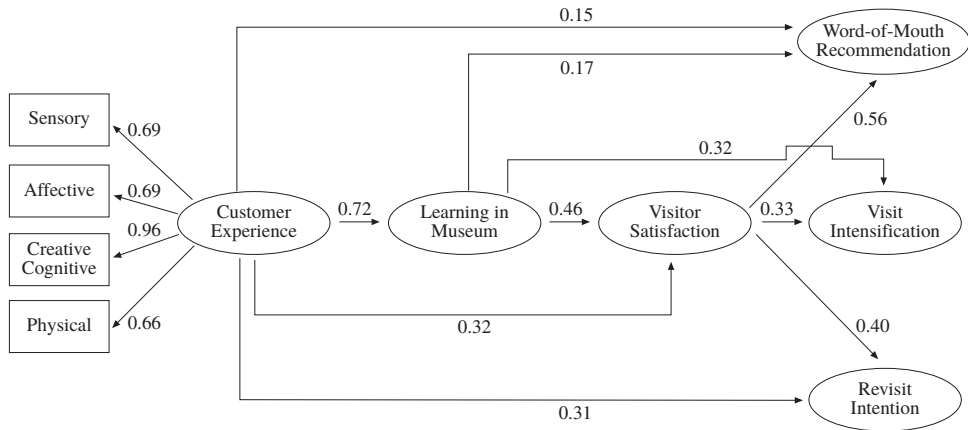 0.15
Word-of-Mouth
Recommendation
0.17
Sensory
0.69
0.56
0.32
Affective
0.69
Customer
Experience
0.72
Learning in
Museum
0.46
Visitor
Satisfaction
0.33
Visit
Intensification
0.96
Creative
Cognitive
Physical
0.66
0.32
0.40
0.31
Revisit
Intention